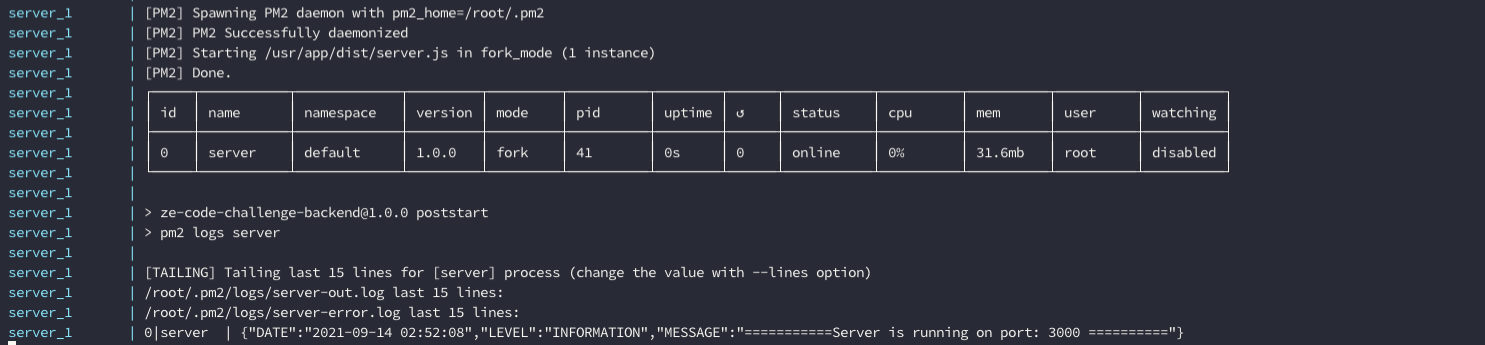 server_1 | [PM2] Spawning PM2 daemon with pm2_home=/root/.pm2
server_1 | [PM2] PM2 Successfully daemonized
server_1 | [PM2] Starting /usr/app/dist/server.js in fork_mode (1 instance)
server_1 | [PM2] Done.
server_1 |
server_1 | id name namespace version mode pid uptime ↺ status cpu mem user watching
server_1 |
server_1 | 0 server default 1.0.0 fork 41 0s 0 online 0% 31.6mb root disabled
server_1 |
server_1 |
server_1 | > ze-code-challenge-backend@1.0.0 poststart
server_1 | > pm2 logs server
server_1 |
server_1 | [TAILING] Tailing last 15 lines for [server] process (change the value with --lines option)
server_1 | /root/.pm2/logs/server-out.log last 15 lines:
server_1 | /root/.pm2/logs/server-error.log last 15 lines:
server_1 | 0|server | {"DATE":"2021-09-14 02:52:08","LEVEL":"INFORMATION","MESSAGE":"===========Server is running on port: 3000 =========="}